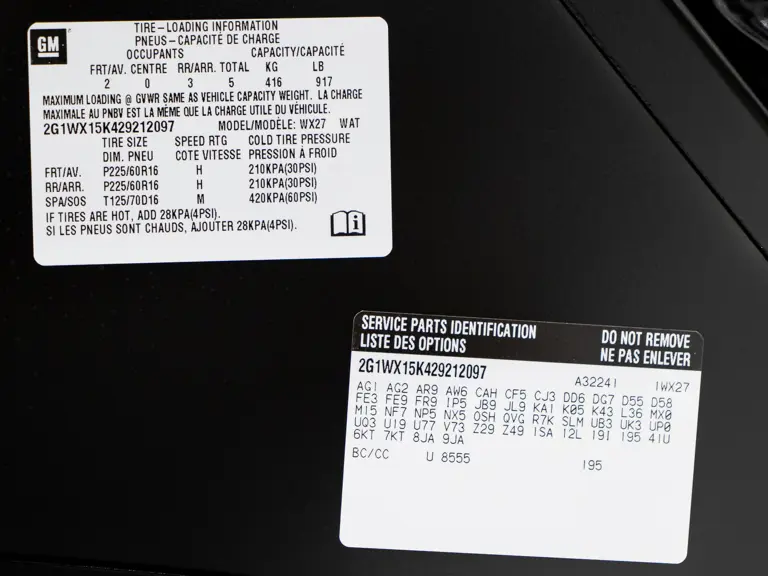 GM
TIRE-LOADING INFORMATION
PNEUS-CAPACITÉ DE CHARGE
OCCUPANTS CAPACITY/CAPACITÉ
FRT/AV. CENTRE RR/ARR. TOTAL KG LB
2 0 3 5 416 917
MAXIMUM LOADING @ GVWR SAME AS VEHICLE CAPACITY WEIGHT. LA CHARGE
MAXIMALE AU PNBV EST LA MÊME QUE LA CHARGE UTILE DU VÉHICULE.
2G1WX15K429212097 MODEL/MODÈLE: WX27 WAT
TIRE SIZE SPEED RTG COLD TIRE PRESSURE
DIM. PNEU COTE VITESSE PRESSION À FROID
FRT/AV. P225/60R16 H 210KPA(30PSI)
RR/ARR. P225/60R16 H 210KPA(30PSI)
SPA/SOS T125/70D16 M 420KPA(60PSI)
IF TIRES ARE HOT, ADD 28KPA(4PSI).
SI LES PNEUS SONT CHAUDS, AJOUTER 28KPA(4PSI).
SERVICE PARTS IDENTIFICATION DO NOT REMOVE
LISTE DES OPTIONS NE PAS ENLEVER
2G1WX15K429212097 A32241 1WX27
AG1 AG2 AR9 AW6 CAH CF5 CJ3 DD6 DG7 D55 D58
FE3 FE9 FR9 IP5 JB9 JL9 KA1 K05 K43 L36 MX0
M15 NF7 NP5 NX5 OSH QVG R7K SLM UB3 UK3 UP0
UQ3 U19 U77 V73 Z29 Z49 1SA 12L 19I 195 41U
6KT 7KT 8JA 9JA
BC/CC U 8555 195